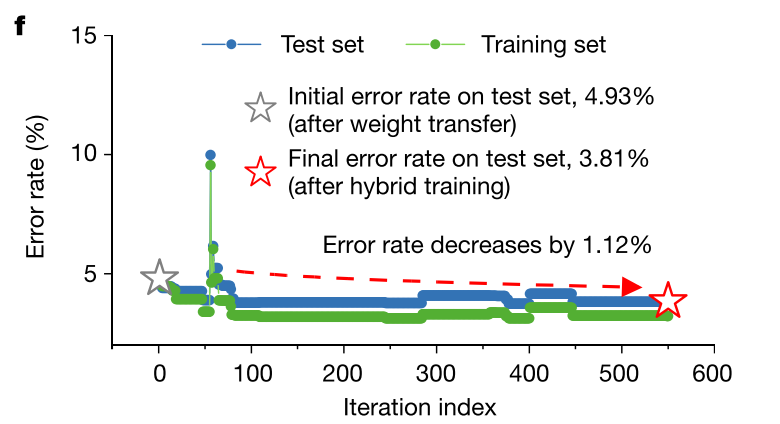 f
15
Test set
Training set
Initial error rate on test set, 4.93%
(after weight transfer)
10
Final error rate on test set, 3.81%
(after hybrid training)
Error rate decreases by 1.12%
5
Error rate (%)
0
100
200
300
400
500
600
Iteration index